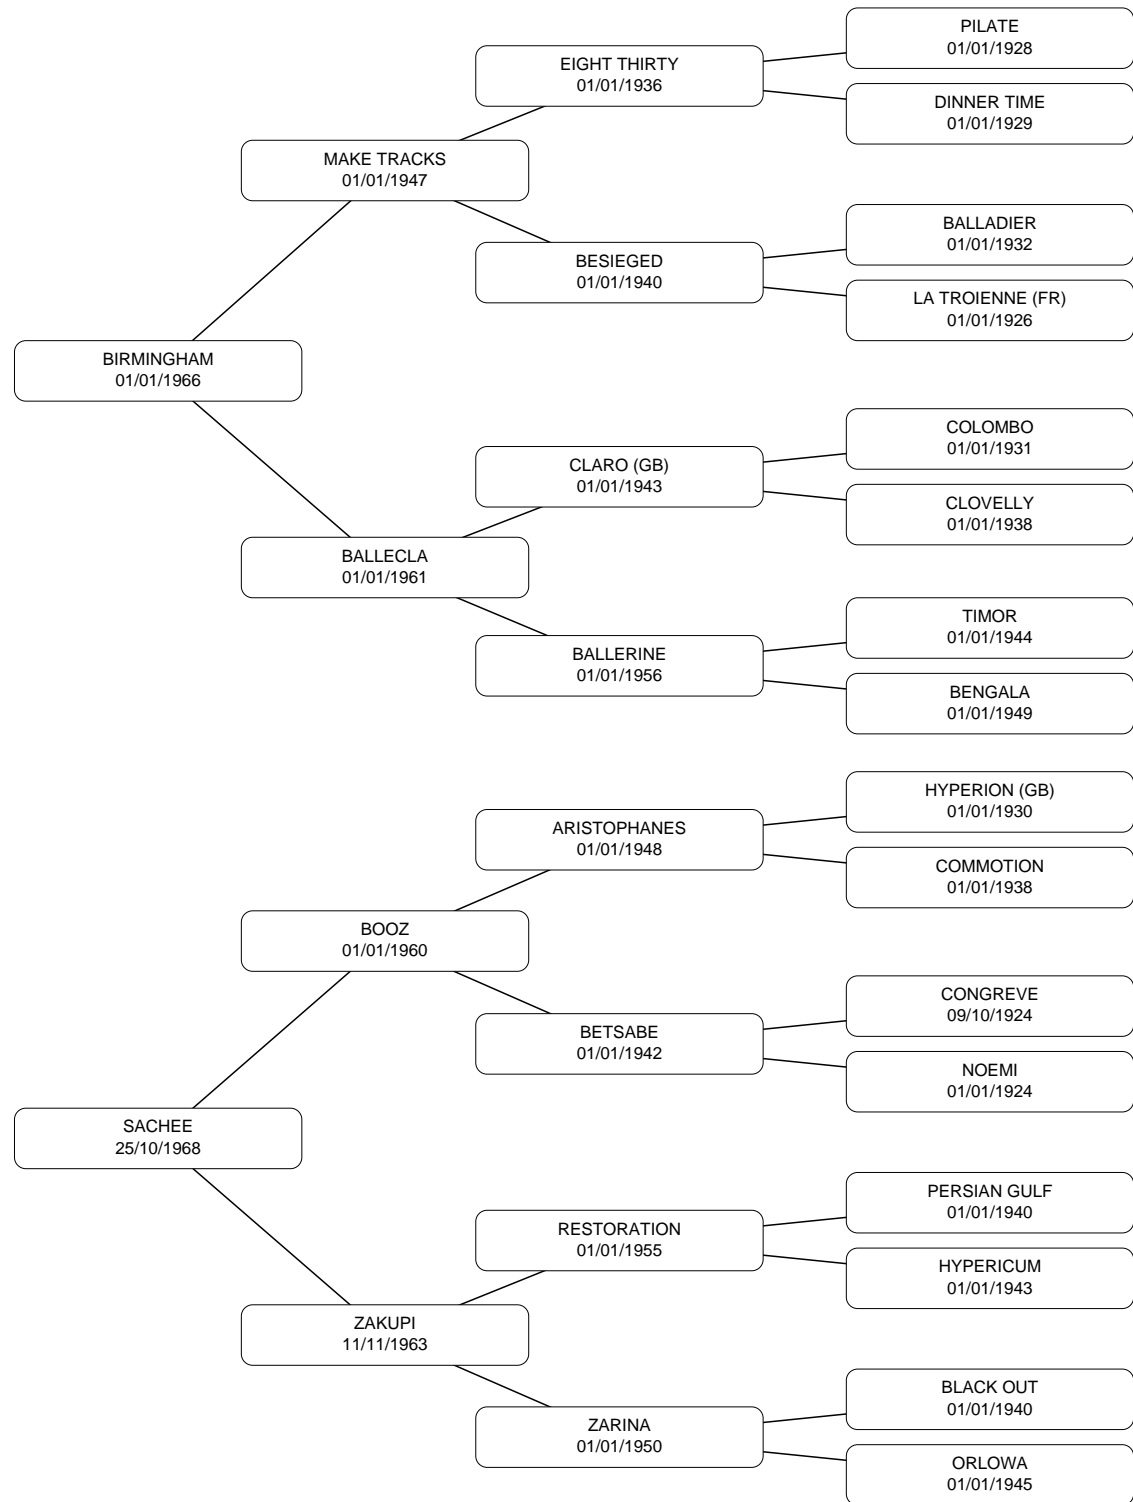 PILATE
01/01/1928
EIGHT THIRTY
01/01/1936
DINNER TIME
01/01/1929
MAKE TRACKS
01/01/1947
BALLADIER
01/01/1932
BESIEGED
01/01/1940
LA TROIENNE (FR)
01/01/1926
BIRMINGHAM
01/01/1966
COLOMBO
01/01/1931
CLARO (GB)
01/01/1943
CLOVELLY
01/01/1938
BALLECLA
01/01/1961
TIMOR
01/01/1944
BALLERINE
01/01/1956
BENGALA
01/01/1949
HYPERION (GB)
01/01/1930
ARISTOPHANES
01/01/1948
COMMOTION
01/01/1938
BOOZ
01/01/1960
CONGREVE
09/10/1924
BETSABE
01/01/1942
NOEMI
01/01/1924
SACHEE
25/10/1968
PERSIAN GULF
01/01/1940
RESTORATION
01/01/1955
HYPERICUM
01/01/1943
ZAKUPI
11/11/1963
BLACK OUT
01/01/1940
ZARINA
01/01/1950
ORLOWA
01/01/1945